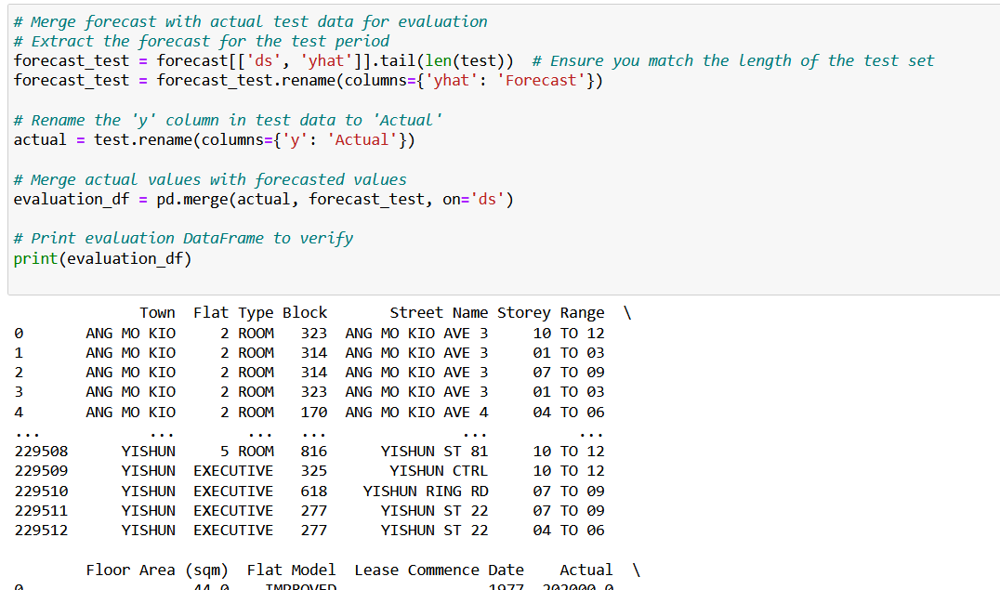 # Merge forecast with actual test data for evaluation
# Extract the forecast for the test period
forecast_test = forecast[['ds', 'yhat']].tail(len(test))  # Ensure you match the length of the test set
forecast_test = forecast_test.rename(columns={'yhat': 'Forecast'})
# Rename the 'y' column in test data to 'Actual'
actual = test.rename(columns={'y': 'Actual'})
# Merge actual values with forecasted values
evaluation_df = pd.merge(actual, forecast_test, on='ds')
# Print evaluation DataFrame to verify
print(evaluation_df)
Town  Flat Type Block       Street Name Storey Range  \
0       ANG MO KIO     2 ROOM   323  ANG MO KIO AVE 3     10 TO 12
1       ANG MO KIO     2 ROOM   314  ANG MO KIO AVE 3     01 TO 03
2       ANG MO KIO     2 ROOM   314  ANG MO KIO AVE 3     07 TO 09
3       ANG MO KIO     2 ROOM   323  ANG MO KIO AVE 3     01 TO 03
4       ANG MO KIO     2 ROOM   170  ANG MO KIO AVE 4     04 TO 06
...            ...        ...   ...               ...          ...
229508      YISHUN     5 ROOM   816      YISHUN ST 81     10 TO 12
229509      YISHUN  EXECUTIVE   325       YISHUN CTRL     10 TO 12
229510      YISHUN  EXECUTIVE   618    YISHUN RING RD     07 TO 09
229511      YISHUN  EXECUTIVE   277      YISHUN ST 22     07 TO 09
229512      YISHUN  EXECUTIVE   277      YISHUN ST 22     04 TO 06
Floor Area (sqm)  Flat Model  Lease Commence Date    Actual  \
0                   44.0    IMPROVED                 1977  202000.0